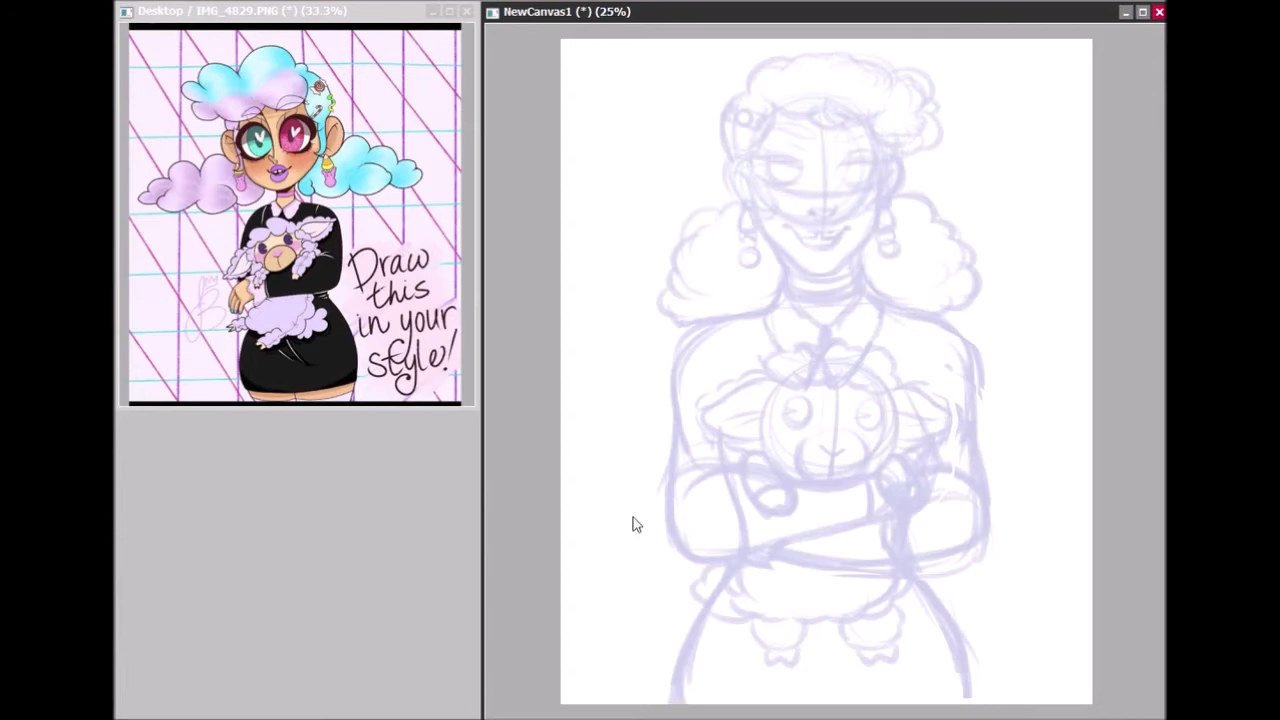 Desktop / IMG_4829.PNG (*) (33.3%)
NewCanvas1 (*) (25%)
Draw
this
in your
style!